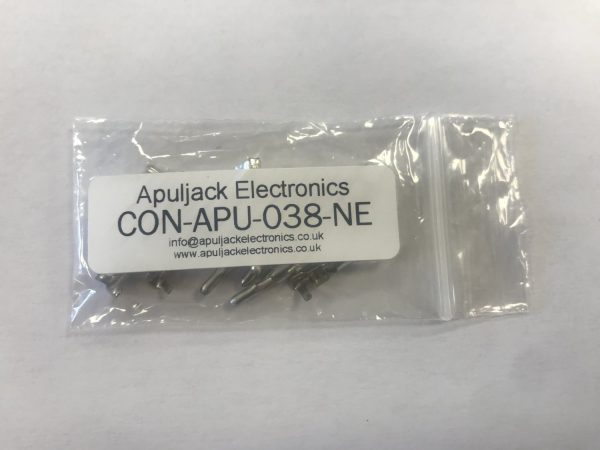 Apuljack Electronics
CON-APU-038-NE
info@apuljackelectronics.co.uk
www.apuljackelectronics.co.uk